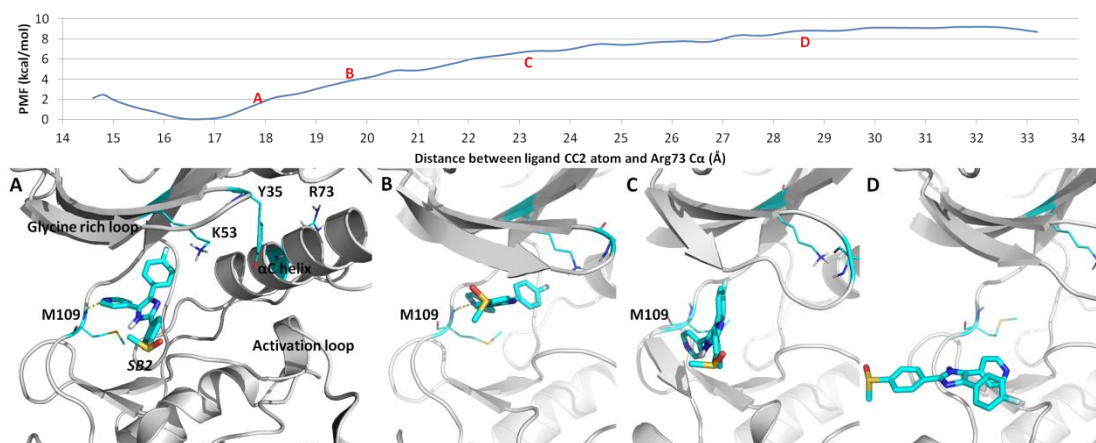 10
8
6
4
2
0
PMF (kcal/mol)
A
B
C
D
14 15 16 17 18 19 20 21 22 23 24 25 26 27 28 29 30 31 32 33 34
Distance between ligand CC2 atom and Arg73 Cα (Å)
A
Y35
R73
Glycine rich loop
K53
αC helix
M109
Activation loop
SB2
B
M109
C
M109
D